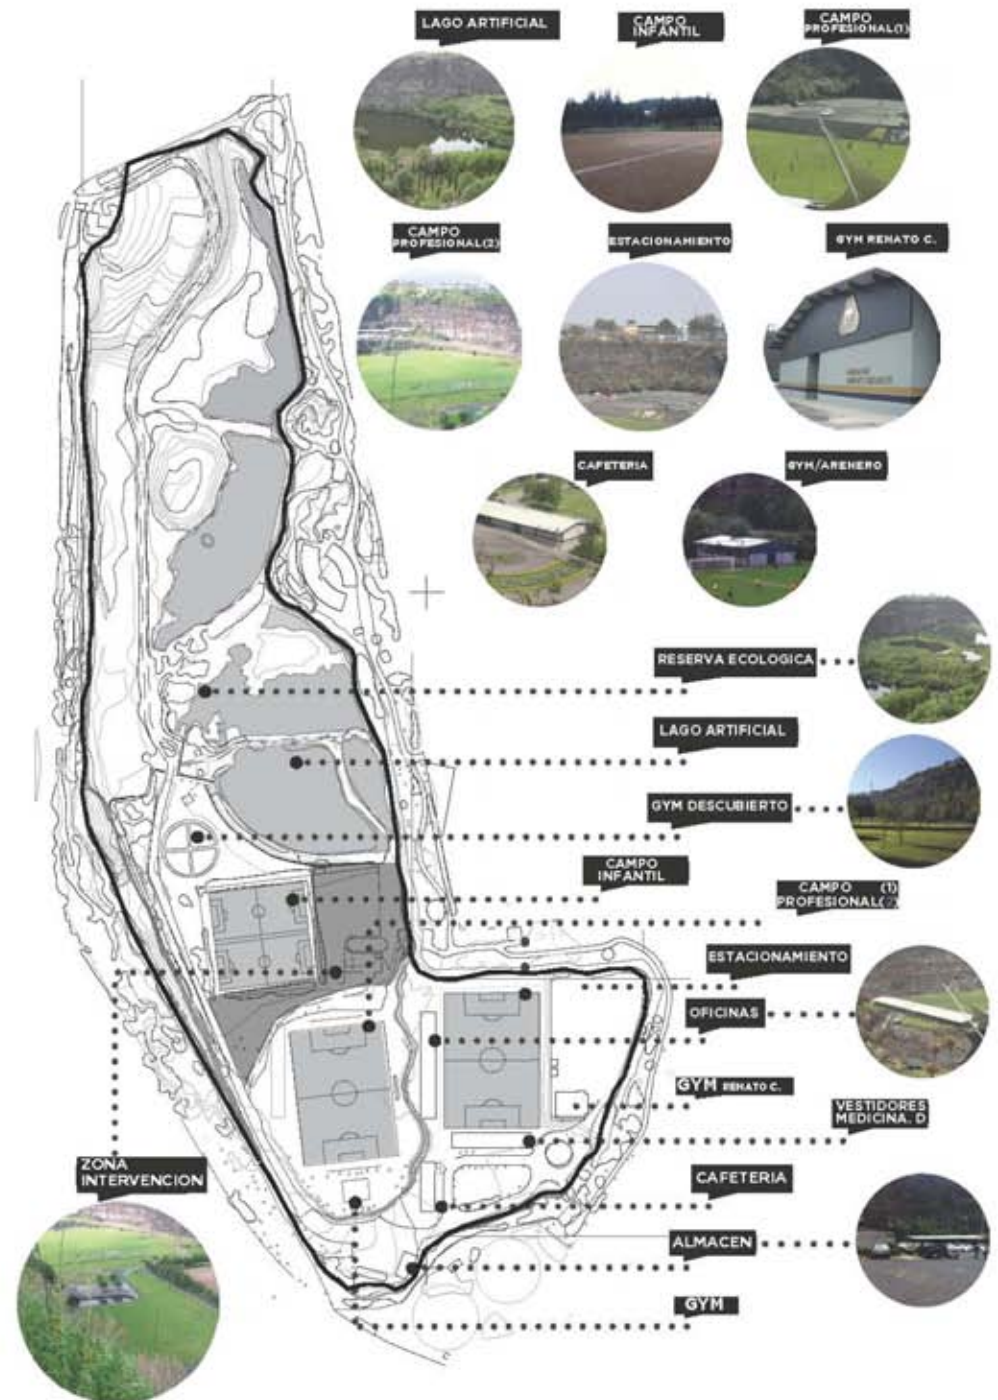 LAGO ARTIFICIAL
CAMPO
INFANTIL
CAMPO
PROFESIONAL(1)
CAMPO
PROFESIONAL(2)
ESTACIONAMIENTO
GYM RENATO C.
CAFETERIA
GYM/ARENERO
RESERVA ECOLOGICA
LAGO ARTIFICIAL
GYM DESCUBIERTO
CAMPO
INFANTIL
CAMPO (1)
PROFESIONAL(2)
ESTACIONAMIENTO
OFICINAS
GYM RENATO C.
VESTIDORES
MEDICINA. D
ZONA
INTERVENCION
CAFETERIA
ALMACEN
GYM